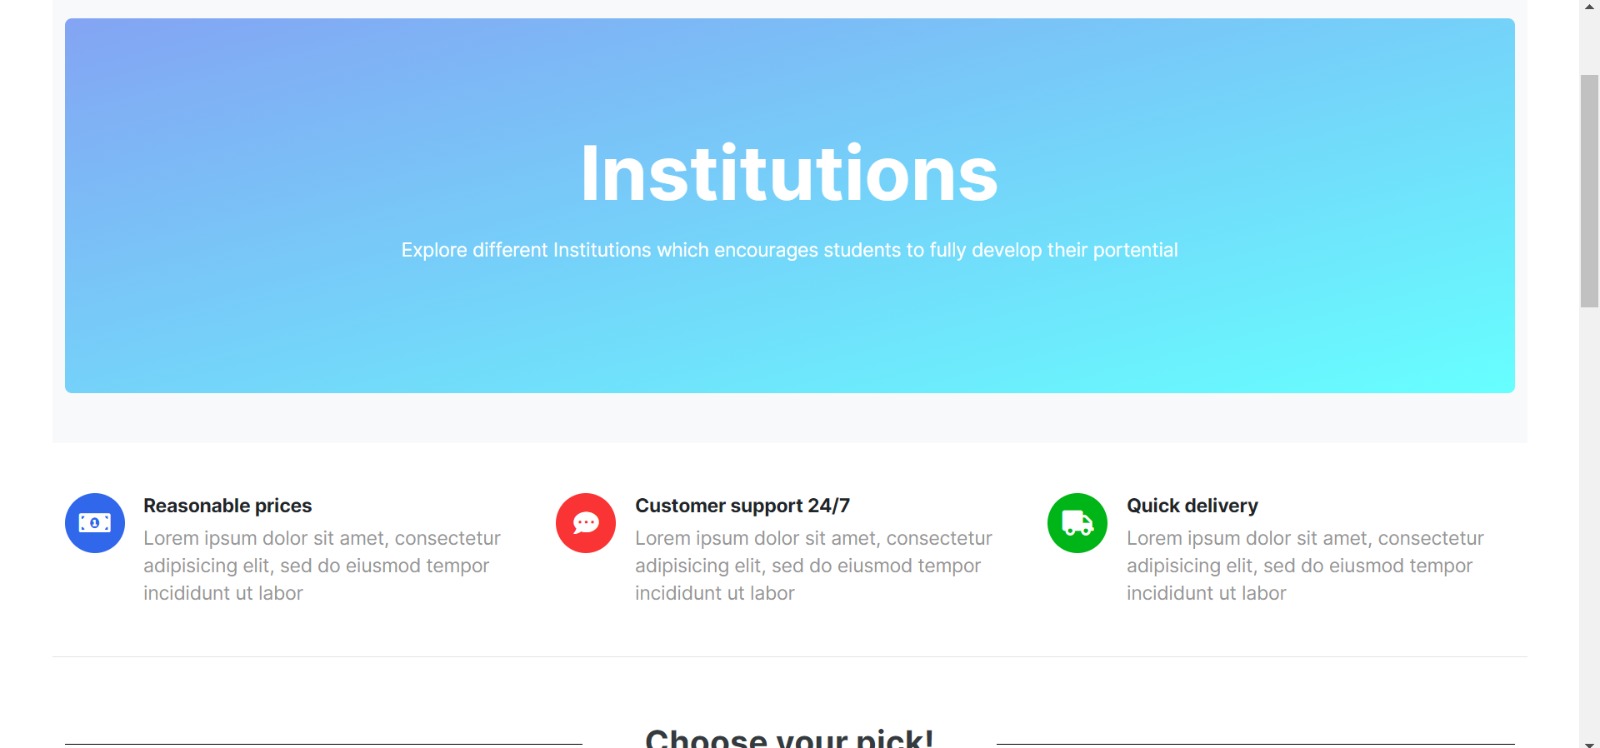 Institutions
Explore different Institutions which encourages students to fully develop their portential
Reasonable prices
Lorem ipsum dolor sit amet, consectetur
adipisicing elit, sed do eiusmod tempor
incididunt ut labor
Customer support 24/7
Lorem ipsum dolor sit amet, consectetur
adipisicing elit, sed do eiusmod tempor
incididunt ut labor
Quick delivery
Lorem ipsum dolor sit amet, consectetur
adipisicing elit, sed do eiusmod tempor
incididunt ut labor
Choose your pick!